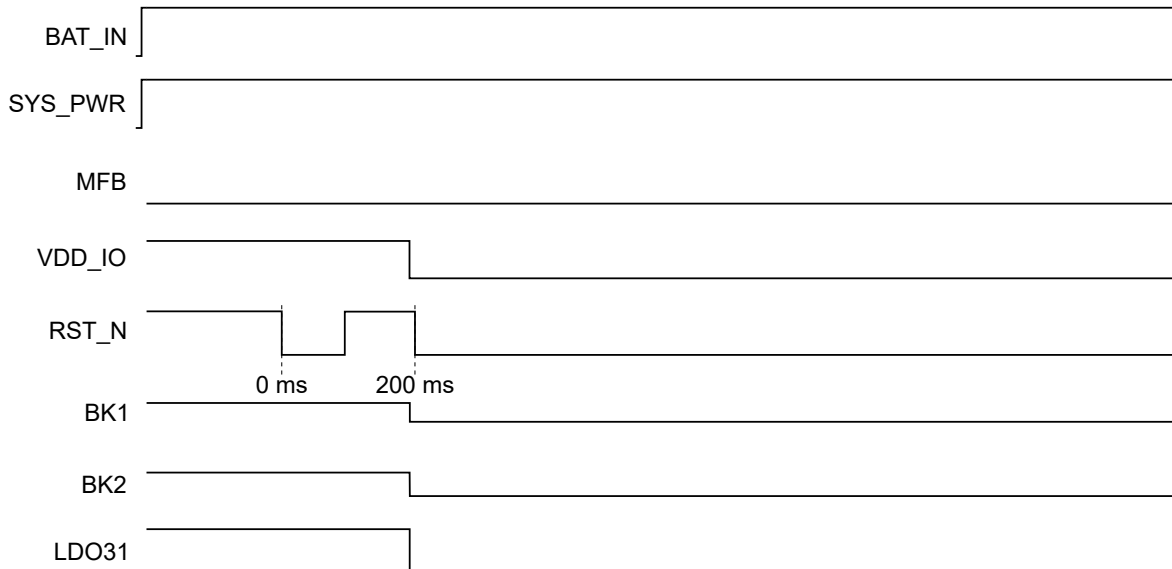 BAT_IN
SYS_PWR
MFB
VDD_IO
RST_N
0 ms 200 ms
BK1
BK2
LDO31